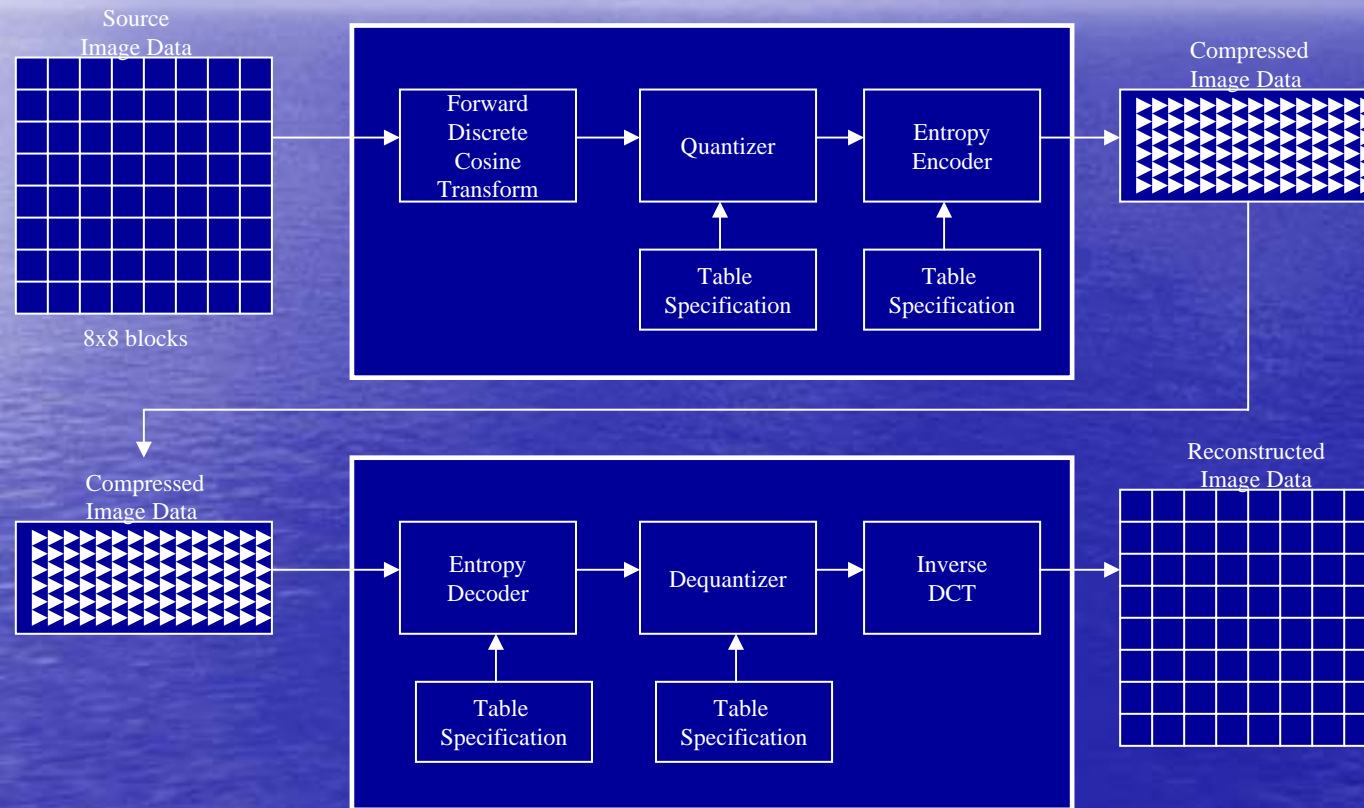 Source
Image Data
8x8 blocks
Forward
Discrete
Cosine
Transform
Quantizer
Entropy
Encoder
Table
Specification
Table
Specification
Compressed
Image Data
Compressed
Image Data
Entropy
Decoder
Dequantizer
Inverse
DCT
Table
Specification
Table
Specification
Reconstructed
Image Data